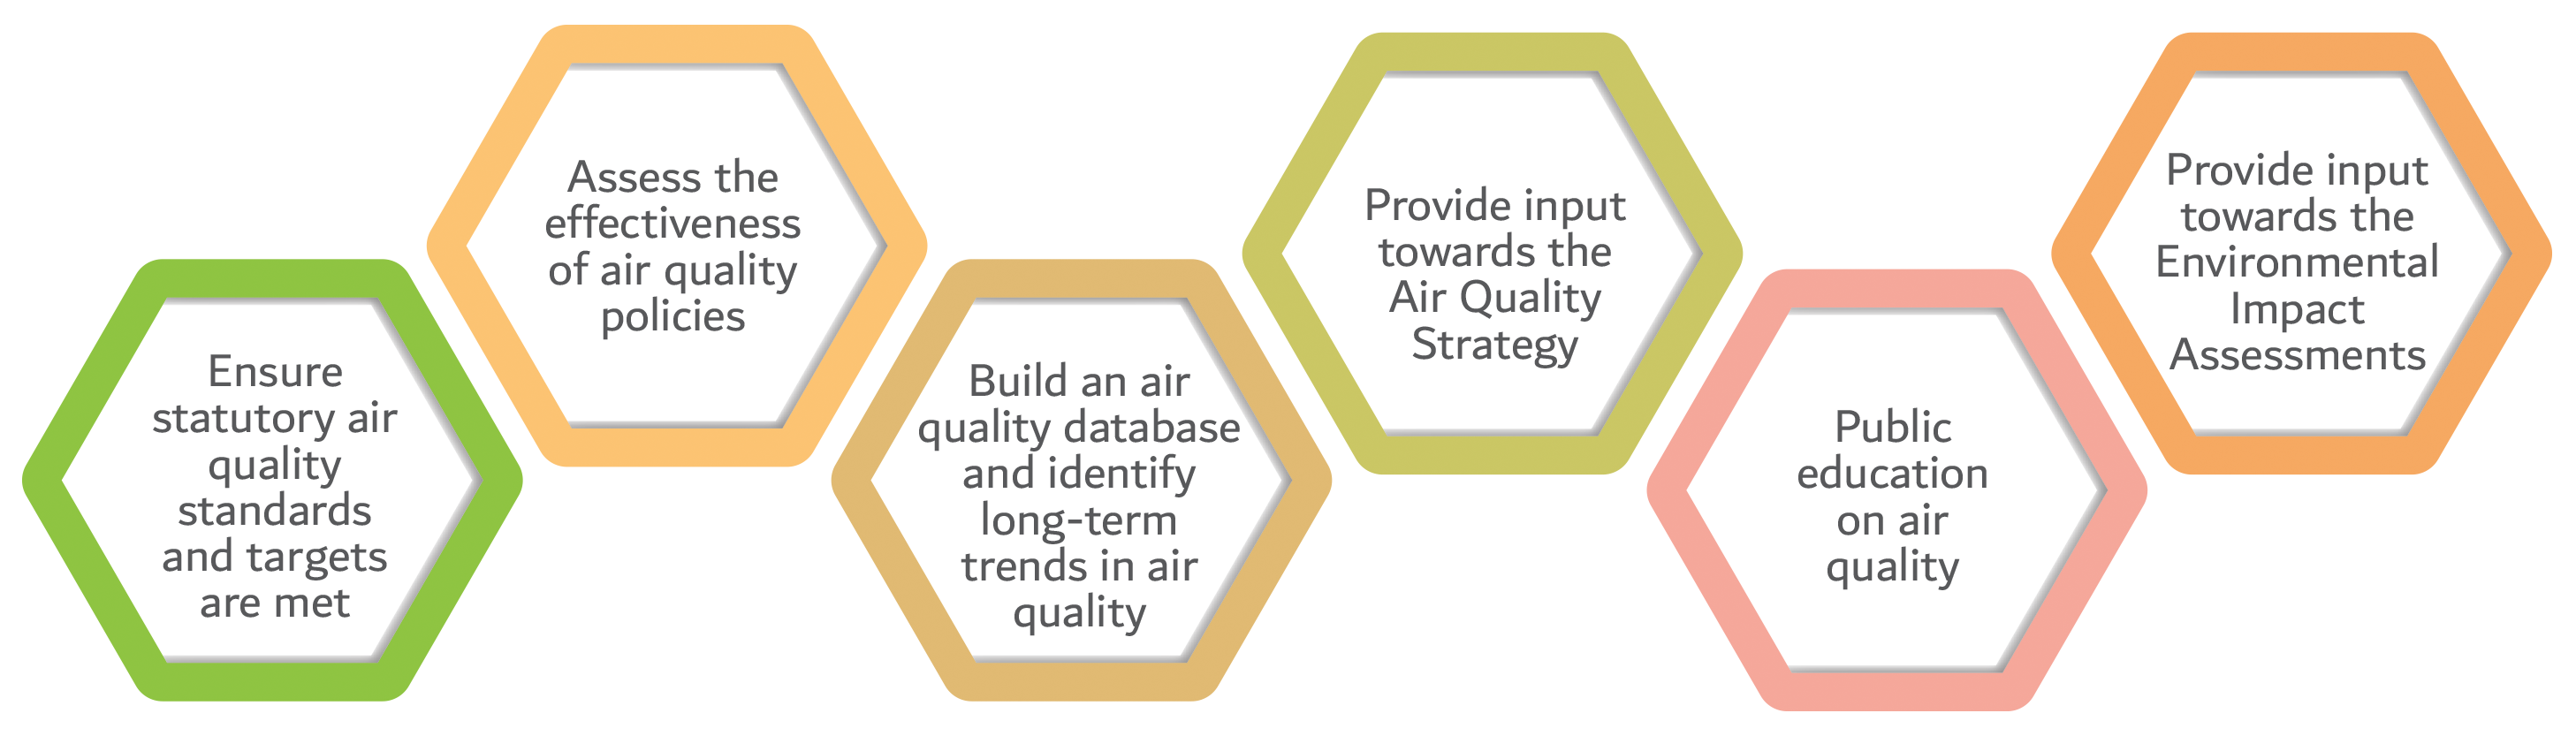 Ensure
statutory air
quality
standards
and targets
are met
Assess the
effectiveness
of air quality
policies
Build an air
quality database
and identify
long-term
trends in air
quality
Provide input
towards the
Air Quality
Strategy
Public
education
on air
quality
Provide input
towards the
Environmental
Impact
Assessments